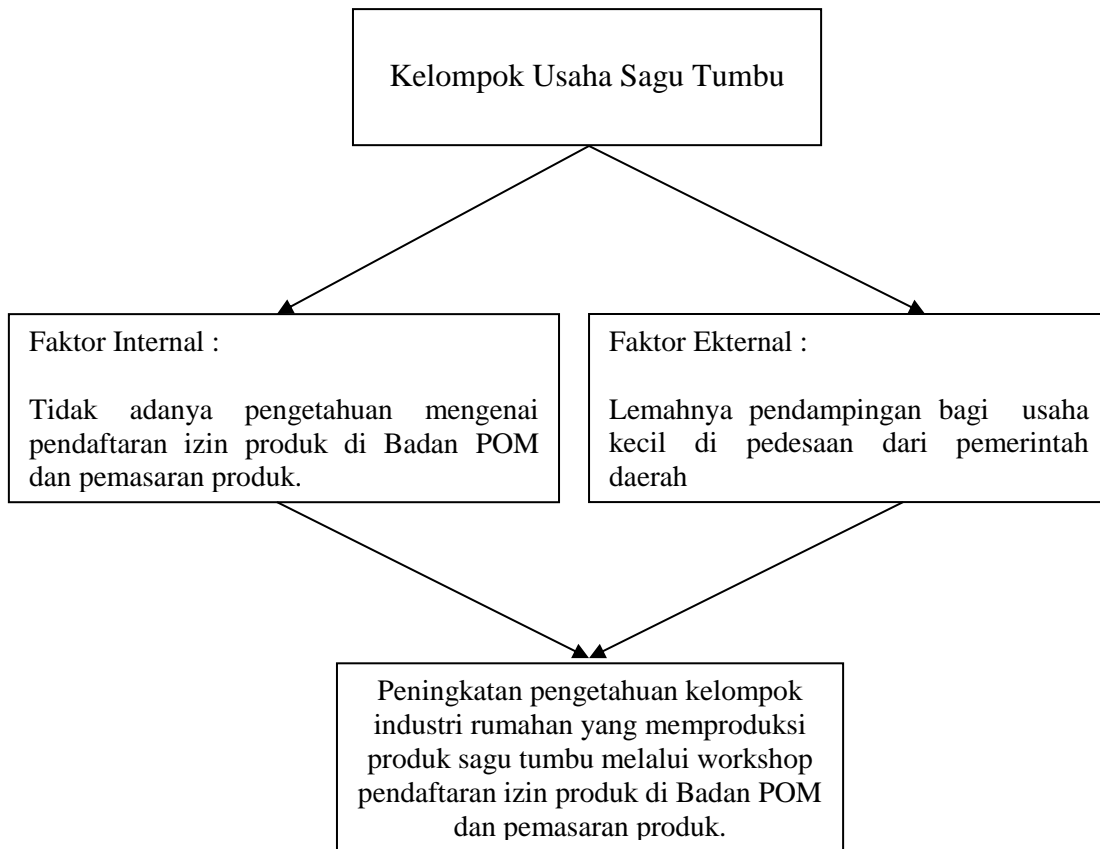 Kelompok Usaha Sagu Tumbu
Faktor Internal :
Tidak adanya pengetahuan mengenai
pendaftaran izin produk di Badan POM
dan pemasaran produk.
Faktor Ekternal :
Lemahnya pendampingan bagi usaha
kecil di pedesaan dari pemerintah
daerah
Peningkatan pengetahuan kelompok
industri rumahan yang memproduksi
produk sagu tumbu melalui workshop
pendaftaran izin produk di Badan POM
dan pemasaran produk.